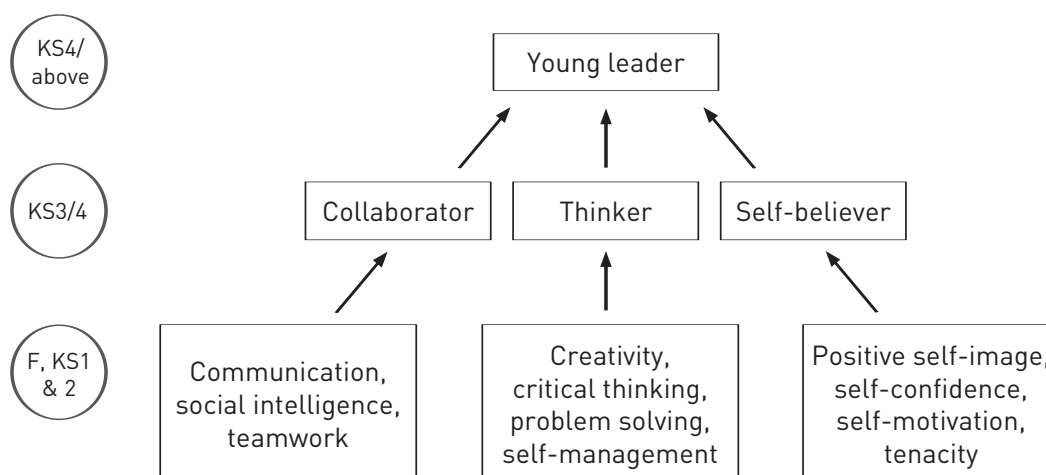 KS4/
above
Young leader
KS3/4
Collaborator
Thinker
Self-believer
F, KS1
& 2
Communication,
social intelligence,
teamwork
Creativity,
critical thinking,
problem solving,
self-management
Positive self-image,
self-confidence,
self-motivation,
tenacity